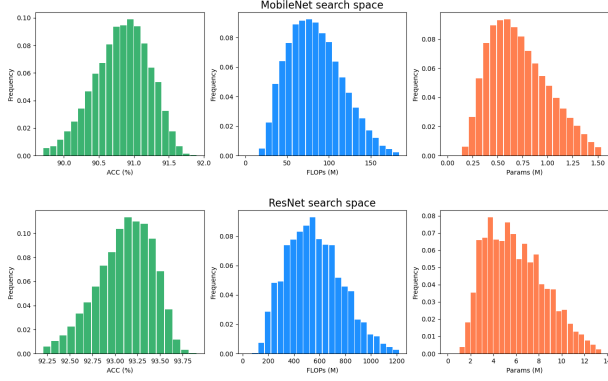 MobileNet search space
0.10
0.08
0.06
0.04
0.02
0.00
Frequency
90.0 90.5 91.0 91.5 92.0
ACC (%)
0.08
0.06
0.04
0.02
0.00
Frequency
0 50 100 150
FLOPs (M)
0.08
0.06
0.04
0.02
0.00
Frequency
0.00 0.25 0.50 0.75 1.00 1.25 1.50
Params (M)
ResNet search space
0.10
0.08
0.06
0.04
0.02
0.00
Frequency
92.25 92.50 92.75 93.00 93.25 93.50 93.75
ACC (%)
0.08
0.06
0.04
0.02
0.00
Frequency
0 200 400 600 800 1000 1200
FLOPs (M)
0.08
0.07
0.06
0.05
0.04
0.03
0.02
0.01
0.00
Frequency
0 2 4 6 8 10 12 14
Params (M)